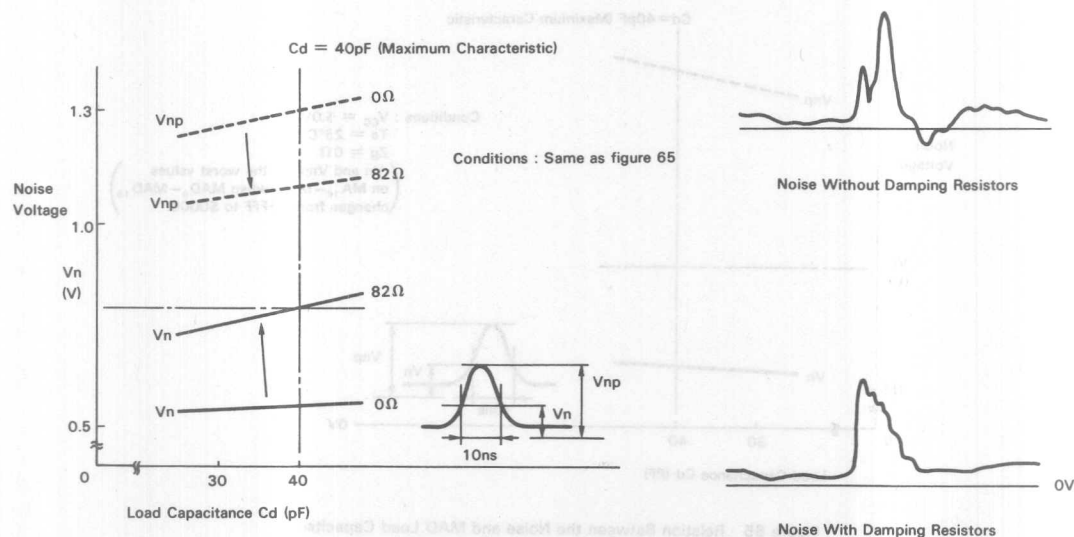 Cd = 40pF (Maximum Characteristic)
0Ω
1.3
Vnp
Conditions : Same as figure 65
82Ω
Noise
Voltage
Vnp
Noise Without Damping Resistors
1.0
Vn
(V)
82Ω
Vn
Vnp
Vn
Vn
0Ω
0.5
10ns
0
30
40
0V
Load Capacitance Cd (pF)
Noise With Damping Resistors